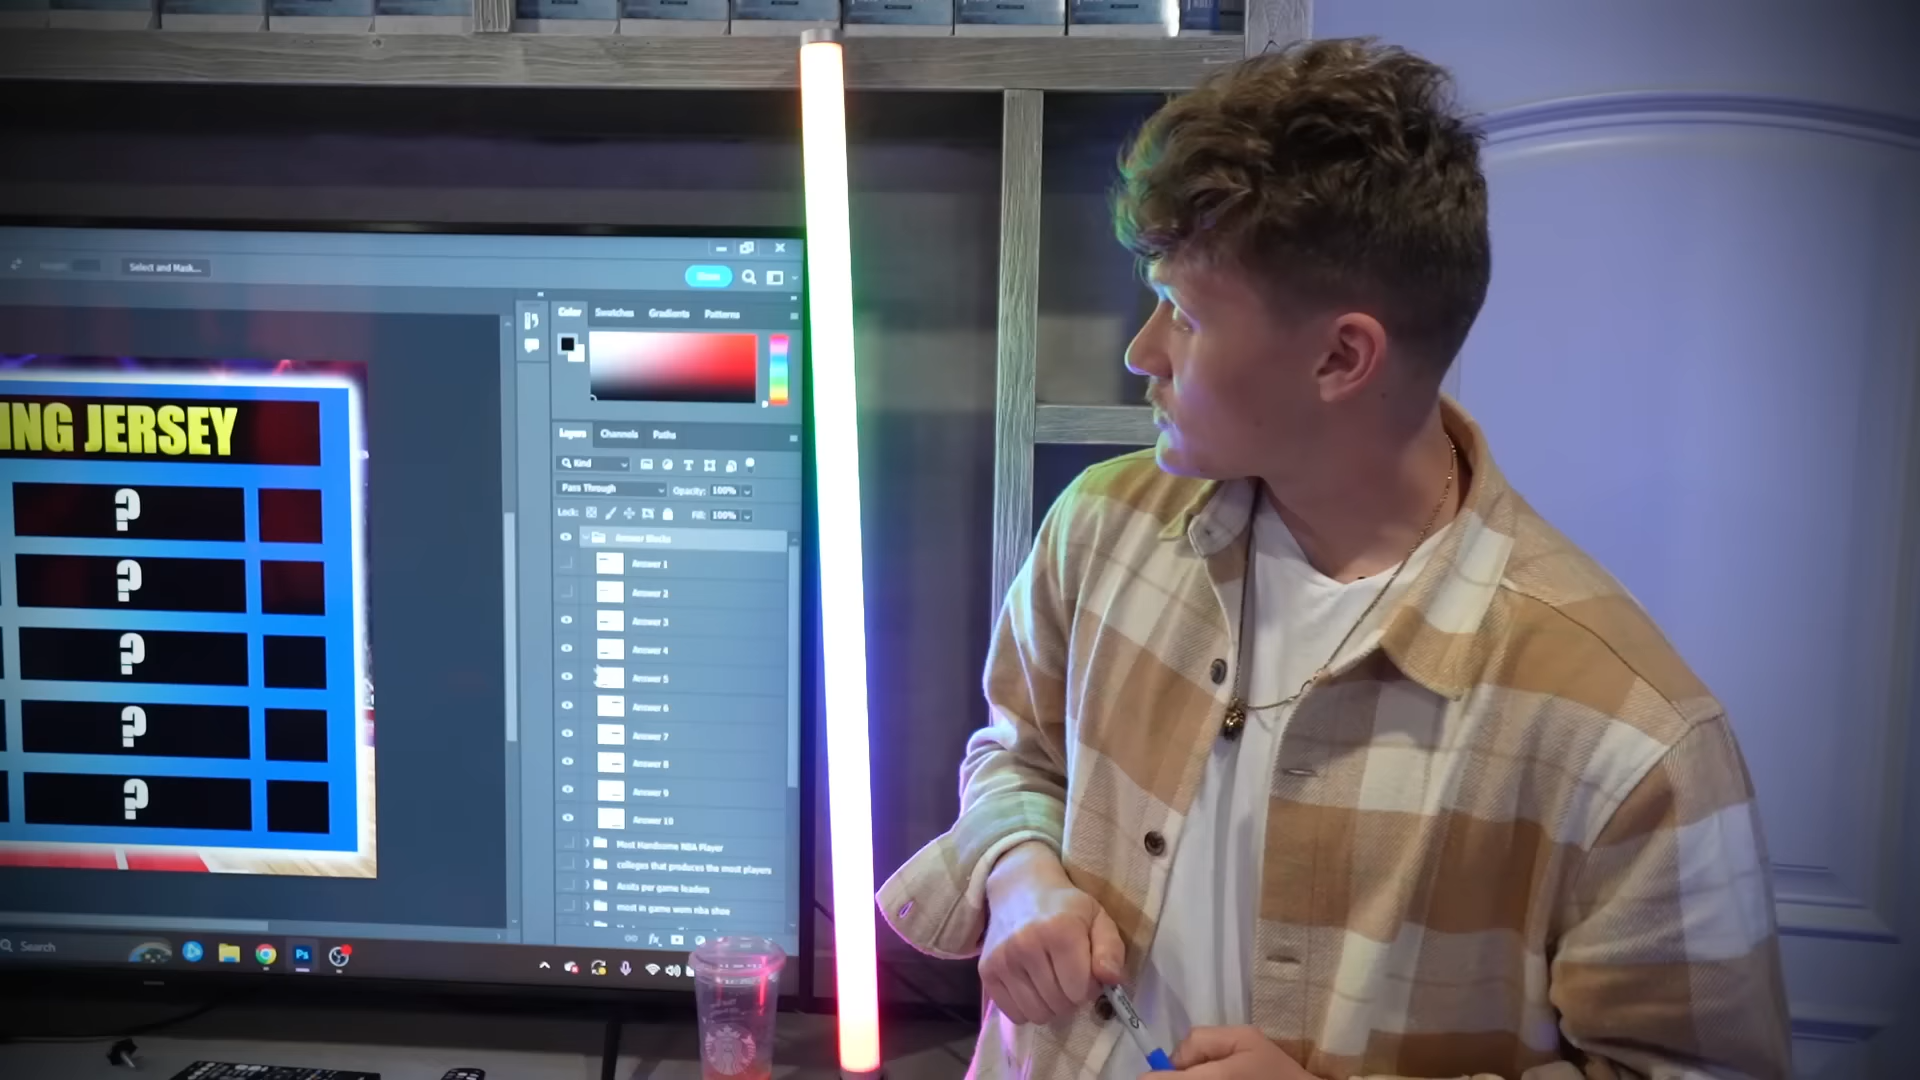 Select and Mask...
Color Swatches Gradients Patterns
ING JERSEY
Layers Channels Paths
Kind
Pass Through Opacity: 100%
Lock: Fill: 100%
Answer Blocks
Answer 1
Answer 2
Answer 3
Answer 4
Answer 5
Answer 6
Answer 7
Answer 8
Answer 9
Answer 10
?
?
?
?
?
Most Handsome NBA Player
colleges that produces the most players
Assits per game leaders
most in game worn nba shoe
fx
Search
Ps